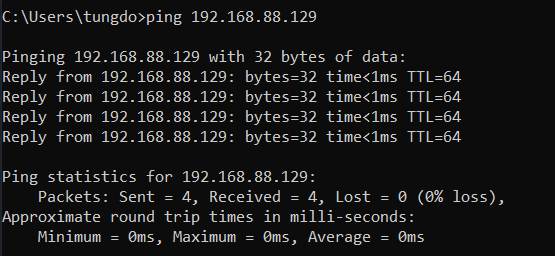 C:\Users\tungdo>ping 192.168.88.129
Pinging 192.168.88.129 with 32 bytes of data:
Reply from 192.168.88.129: bytes=32 time<1ms TTL=64
Reply from 192.168.88.129: bytes=32 time<1ms TTL=64
Reply from 192.168.88.129: bytes=32 time<1ms TTL=64
Reply from 192.168.88.129: bytes=32 time<1ms TTL=64
Ping statistics for 192.168.88.129:
    Packets: Sent = 4, Received = 4, Lost = 0 (0% loss),
Approximate round trip times in milli-seconds:
    Minimum = 0ms, Maximum = 0ms, Average = 0ms